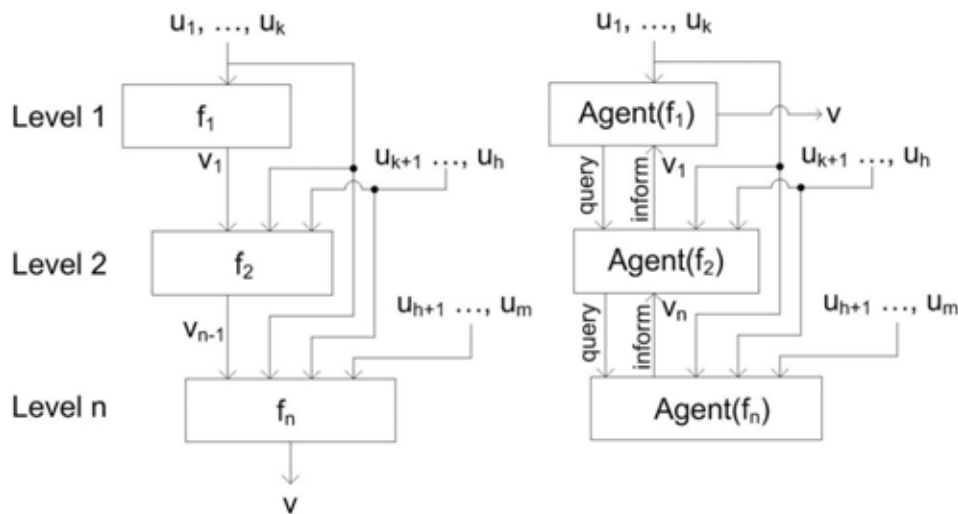 u1, ..., uk
Level 1
f1
v1
uk+1 ..., uh
Level 2
f2
vn-1
uh+1 ..., um
Level n
fn
v
u1, ..., uk
Agent(f1)
v
query
inform
v1
uk+1 ..., uh
Agent(f2)
query
inform
vn
uh+1 ..., um
Agent(fn)